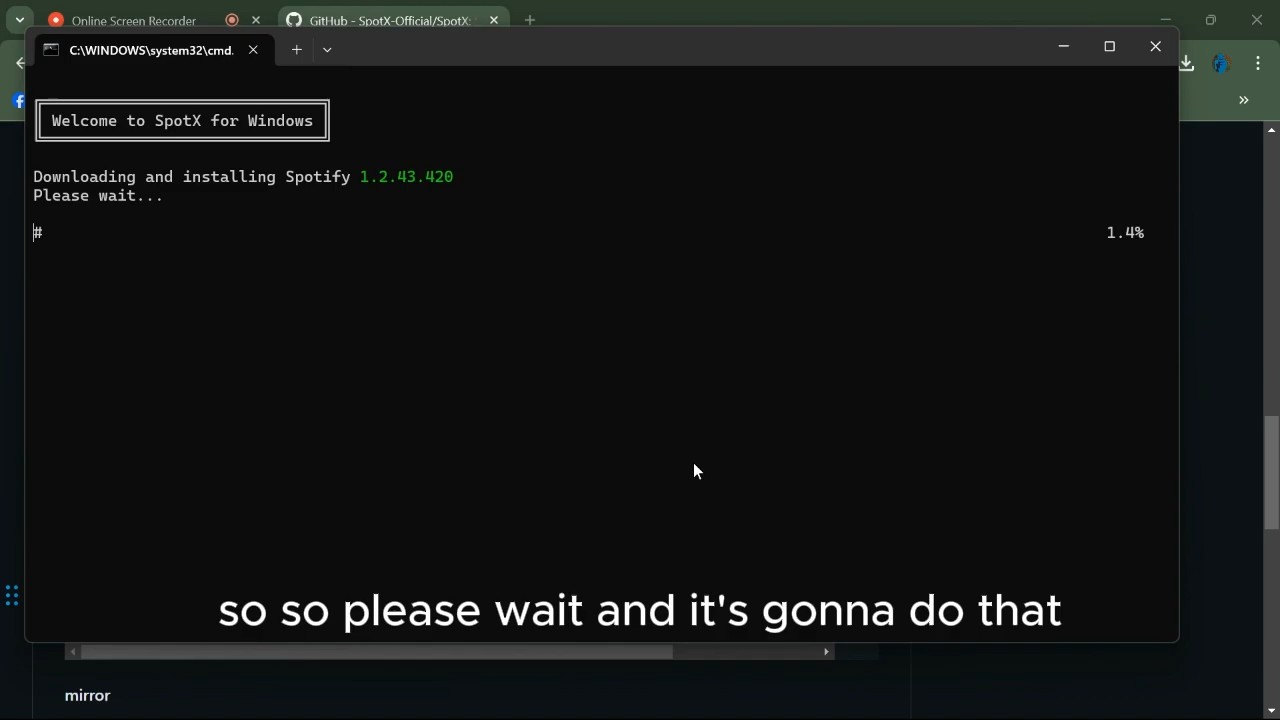 Online Screen Recorder
GitHub - SpotX-Official/SpotX:
C:\WINDOWS\system32\cmd.
Welcome to SpotX for Windows
Downloading and installing Spotify 1.2.43.420
Please wait...
# 1.4%
so so please wait and it's gonna do that
mirror